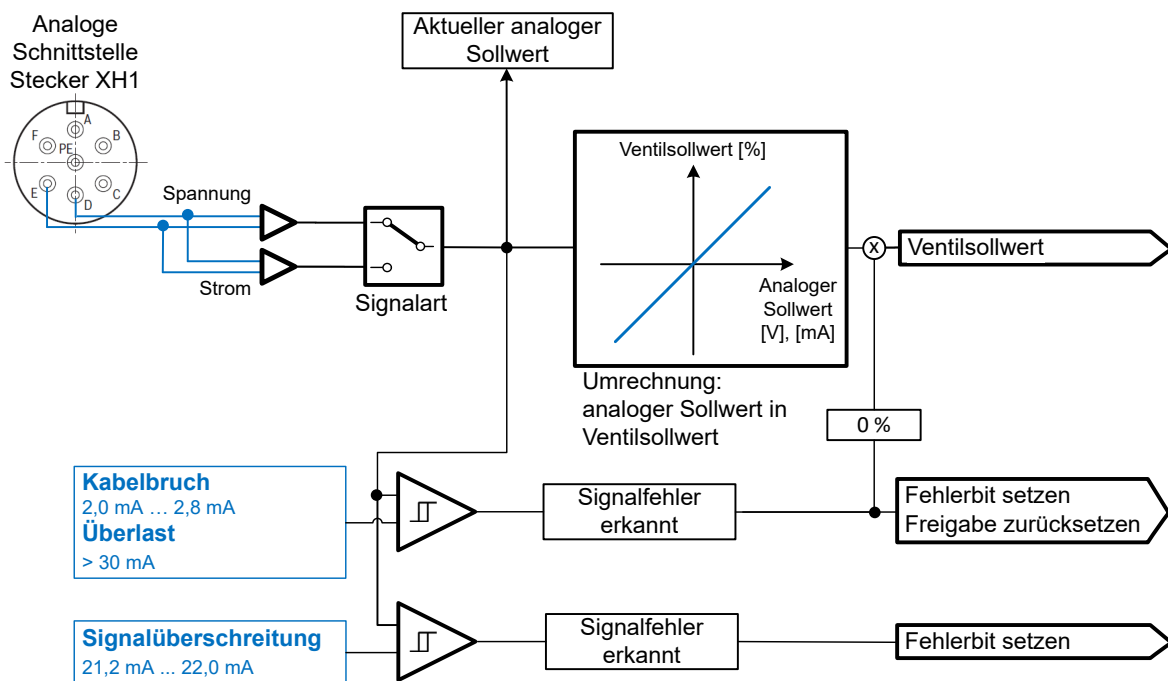 Analoge
Schnittstelle
Stecker XH1
A
F
B
PE
E
C
D
Spannung
Strom
Signalart
Aktueller analoger
Sollwert
Ventilsollwert [%]
Analoger
Sollwert
[V], [mA]
Umrechnung:
analoger Sollwert in
Ventilsollwert
x
Ventilsollwert
0 %
Kabelbruch
2,0 mA … 2,8 mA
Überlast
> 30 mA
Signalfehler
erkannt
Fehlerbit setzen
Freigabe zurücksetzen
Signalüberschreitung
21,2 mA ... 22,0 mA
Signalfehler
erkannt
Fehlerbit setzen